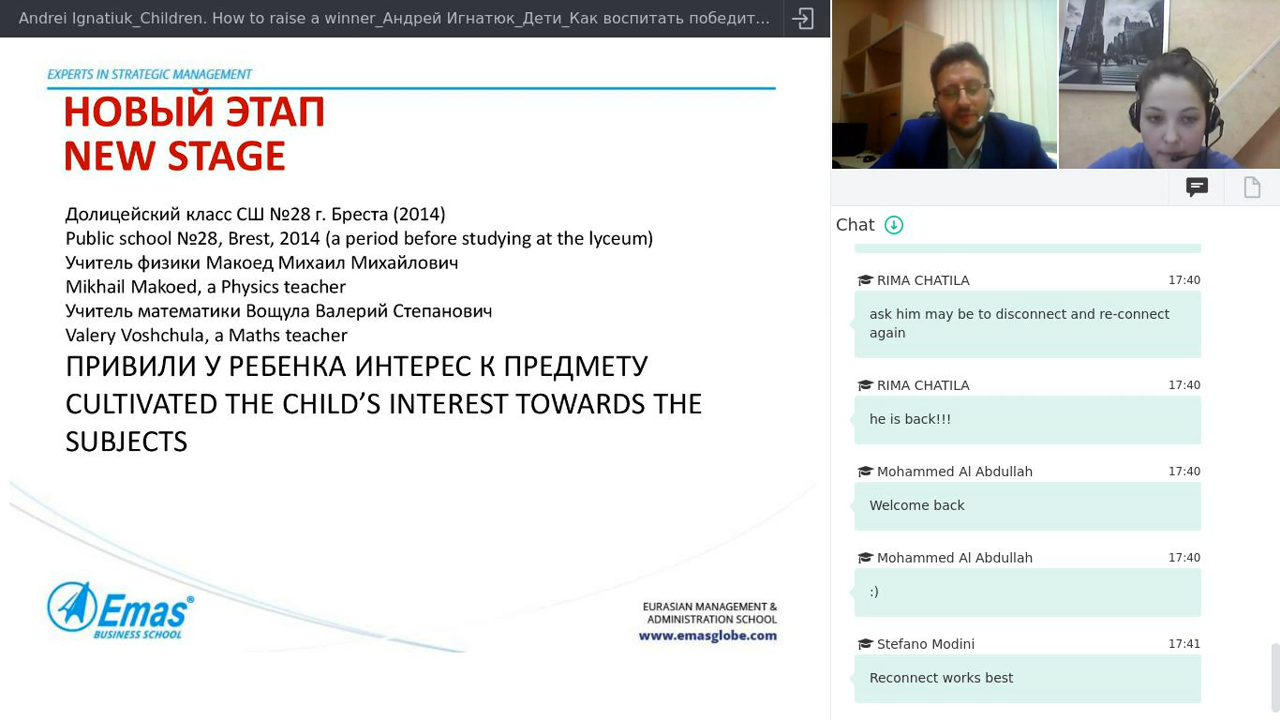 Andrei Ignatiuk_Children. How to raise a winner_Андрей Игнатюк_Дети_Как воспитать победит...
EXPERTS IN STRATEGIC MANAGEMENT
НОВЫЙ ЭТАП
NEW STAGE
Долицейский класс СШ №28 г. Бреста (2014)
Public school №28, Brest, 2014 (a period before studying at the lyceum)
Учитель физики Макоед Михаил Михайлович
Mikhail Makoed, a Physics teacher
Учитель математики Вощула Валерий Степанович
Valery Voshchula, a Maths teacher
ПРИВИЛИ У РЕБЕНКА ИНТЕРЕС К ПРЕДМЕТУ
CULTIVATED THE CHILD’S INTEREST TOWARDS THE
SUBJECTS
Emas®
BUSINESS SCHOOL
EURASIAN MANAGEMENT &
ADMINISTRATION SCHOOL
www.emasglobe.com
Chat
RIMA CHATILA 17:40
ask him may be to disconnect and re-connect
again
RIMA CHATILA 17:40
he is back!!!
Mohammed Al Abdullah 17:40
Welcome back
Mohammed Al Abdullah 17:40
:)
Stefano Modini 17:41
Reconnect works best